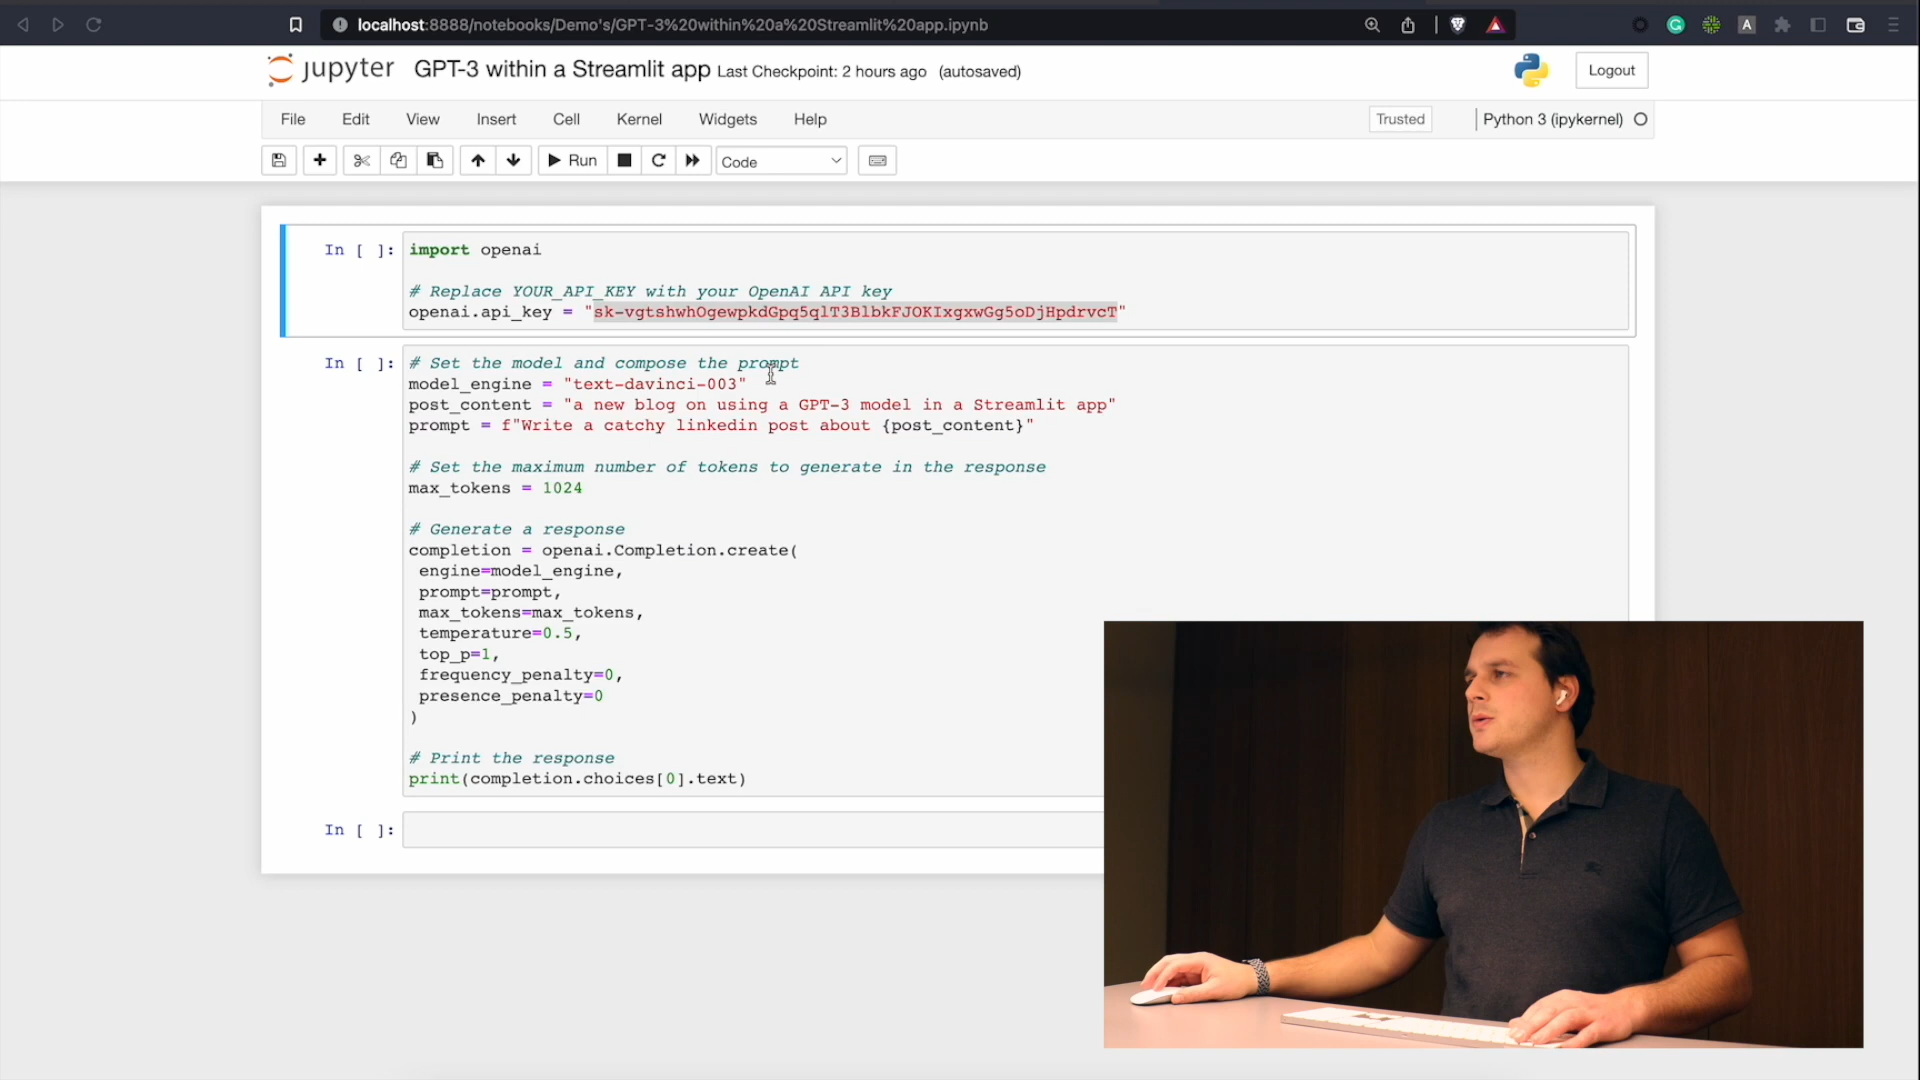 localhost:8888/notebooks/Demo's/GPT-3%20within%20a%20Streamlit%20app.ipynb
jupyter GPT-3 within a Streamlit app Last Checkpoint: 2 hours ago (autosaved)
Logout
File Edit View Insert Cell Kernel Widgets Help
Trusted
Python 3 (ipykernel)
Run
Code
In [ ]:
import openai
# Replace YOUR_API_KEY with your OpenAI API key
openai.api_key = "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"
In [ ]:
# Set the model and compose the prompt
model_engine = "text-davinci-003"
post_content = "a new blog on using a GPT-3 model in a Streamlit app"
prompt = f"Write a catchy linkedin post about {post_content}"
# Set the maximum number of tokens to generate in the response
max_tokens = 1024
# Generate a response
completion = openai.Completion.create(
engine=model_engine,
prompt=prompt,
max_tokens=max_tokens,
temperature=0.5,
top_p=1,
frequency_penalty=0,
presence_penalty=0
)
# Print the response
print(completion.choices[0].text)
In [ ]: